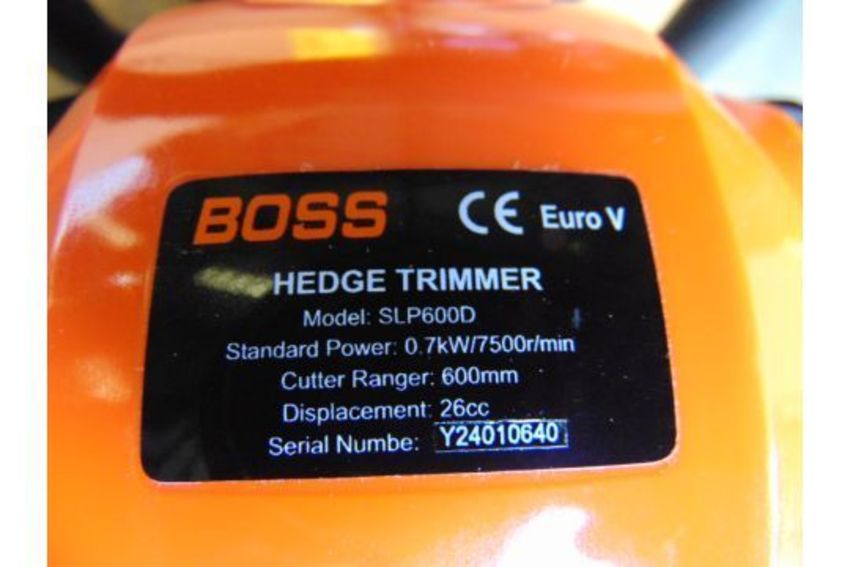 BOSS CE Euro V
HEDGE TRIMMER
Model: SLP600D
Standard Power: 0.7kW/7500r/min
Cutter Ranger: 600mm
Displacement: 26cc
Serial Numbe: Y24010640